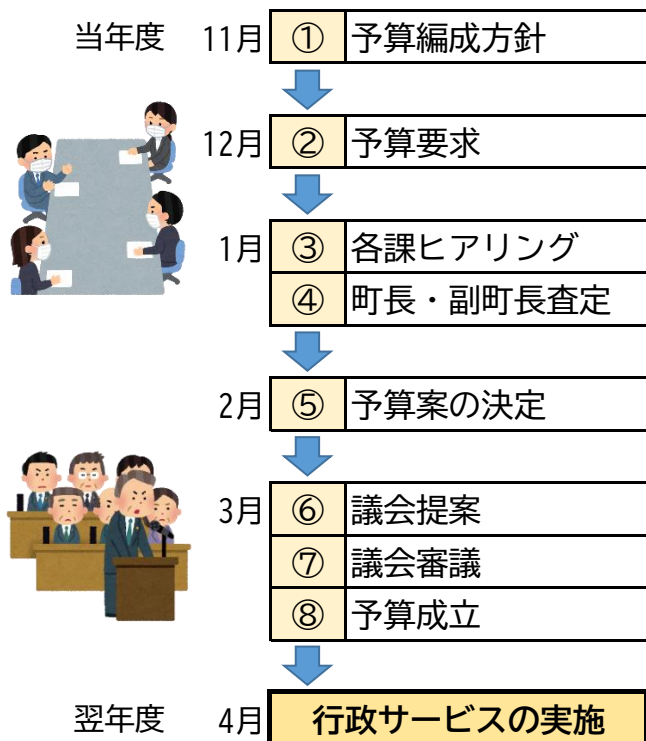 当年度 11月 ① 予算編成方針
12月 ② 予算要求
1月 ③ 各課ヒアリング
④ 町長・副町長査定
2月 ⑤ 予算案の決定
3月 ⑥ 議会提案
⑦ 議会審議
⑧ 予算成立
翌年度 4月 行政サービスの実施